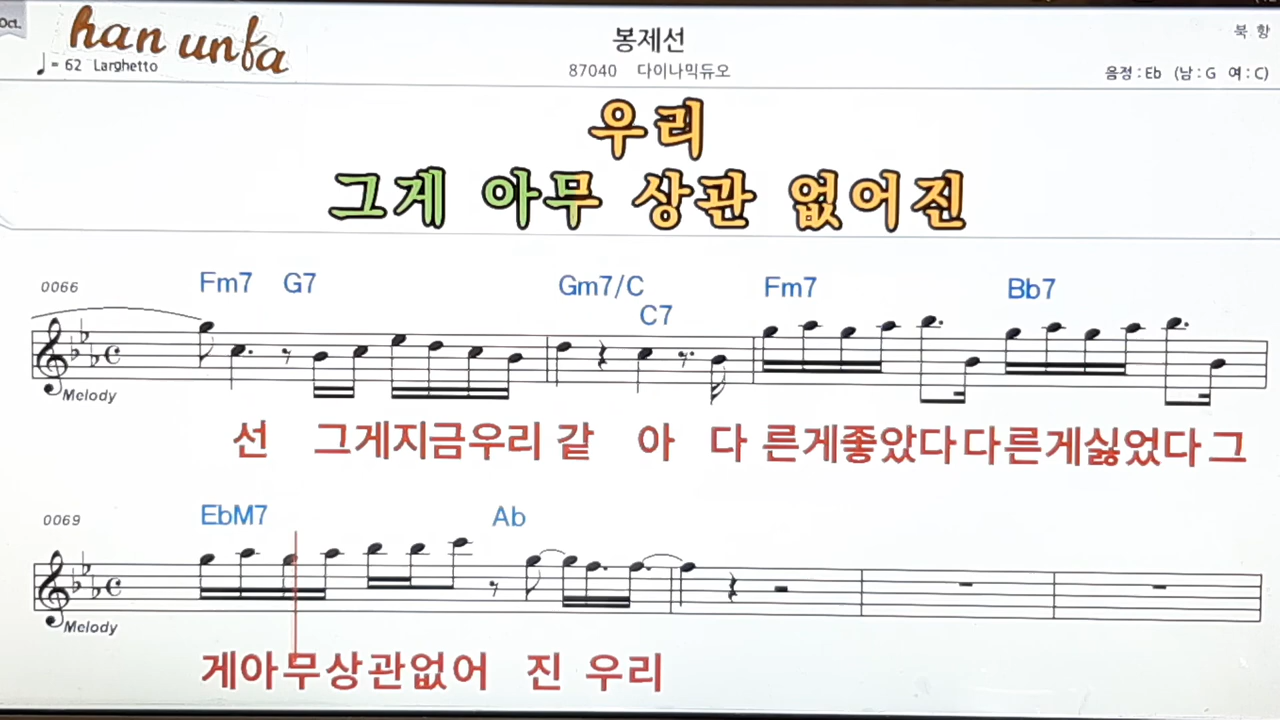 Oct.
han unfa
♩= 62 Larghetto
봉제선
87040 다이나믹듀오
북 항
음정 : Eb (남 : G 여 : C)
우리
그게 아무 상관 없어진
0066
Fm7 G7 Gm7/C C7 Fm7 Bb7
Melody
선 그게지금우리 같 아 다 른게좋았다다른게싫었다그
0069
EbM7 Ab
Melody
게아무상관없어 진 우리